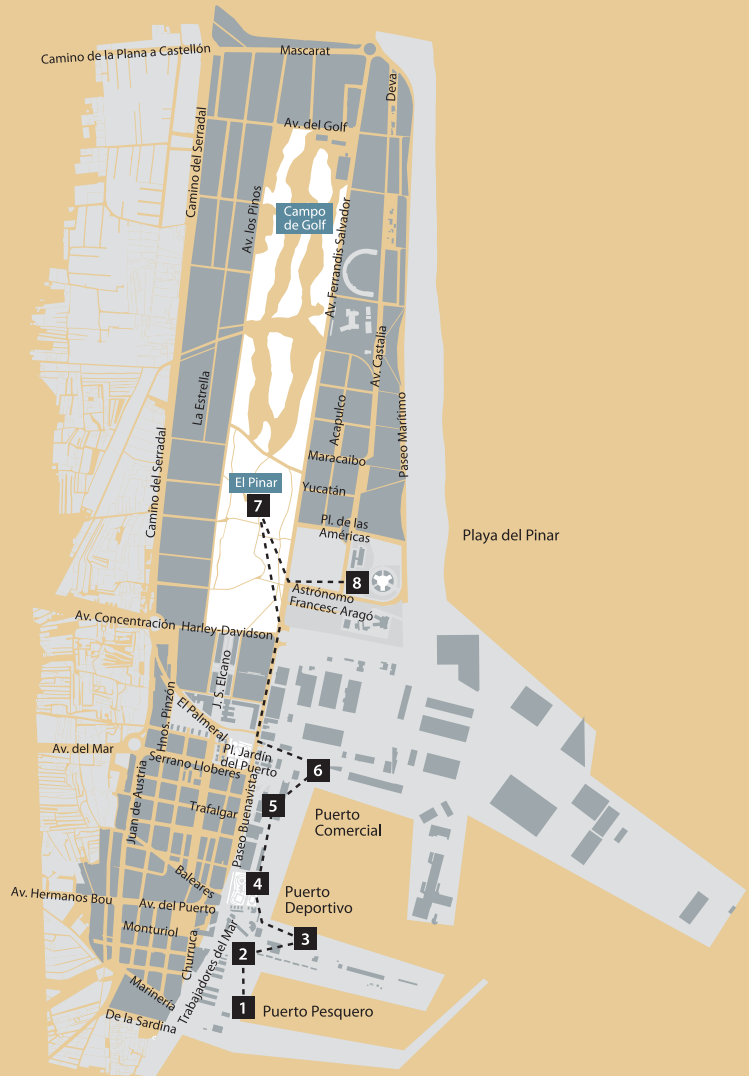 Camino de la Plana a Castellón
Mascarat
Deva
Av. del Golf
Camino del Serradal
Av. los Pinos
Campo
de Golf
Av. Ferrandis Salvador
Av. Castalia
La Estrella
Acapulco
Paseo Marítimo
Maracaibo
Camino del Serradal
El Pinar
7
Yucatán
Pl. de las
Américas
Playa del Pinar
8
Astrónomo
Francesc Aragó
Av. Concentración Harley-Davidson
J. S. Elcano
Hnos. Pinzón
El Palmeral
Av. del Mar
Pl. Jardín
del Puerto
Serrano Lloberes
6
Juan de Austria
Trafalgar
5
Paseo Buenavista
Puerto
Comercial
Baleares
4
Av. Hermanos Bou
Av. del Puerto
Puerto
Deportivo
Monturiol
Churruca
3
2
Trabajadores del Mar
Marinería
1
Puerto Pesquero
De la Sardina